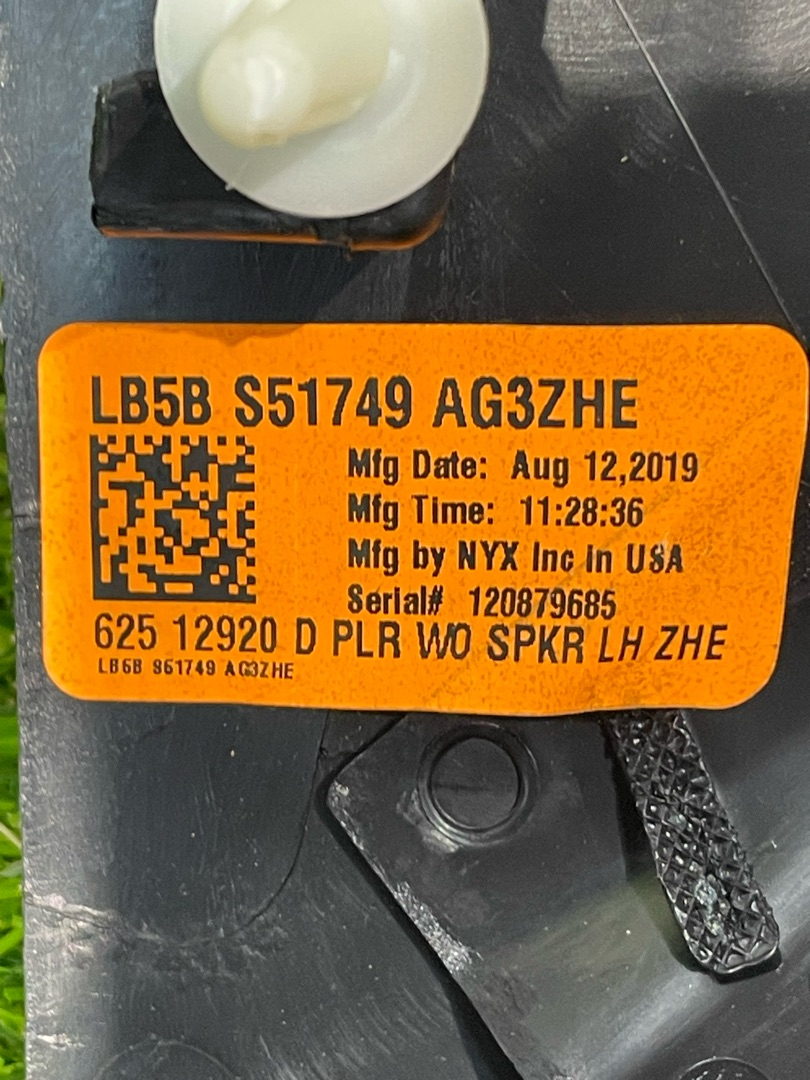 LB5B S51749 AG3ZHE
Mfg Date: Aug 12,2019
Mfg Time: 11:28:36
Mfg by NYX Inc in USA
Serial# 120879685
625 12920 D PLR WO SPKR LH ZHE
LB5B S51749 AG3ZHE